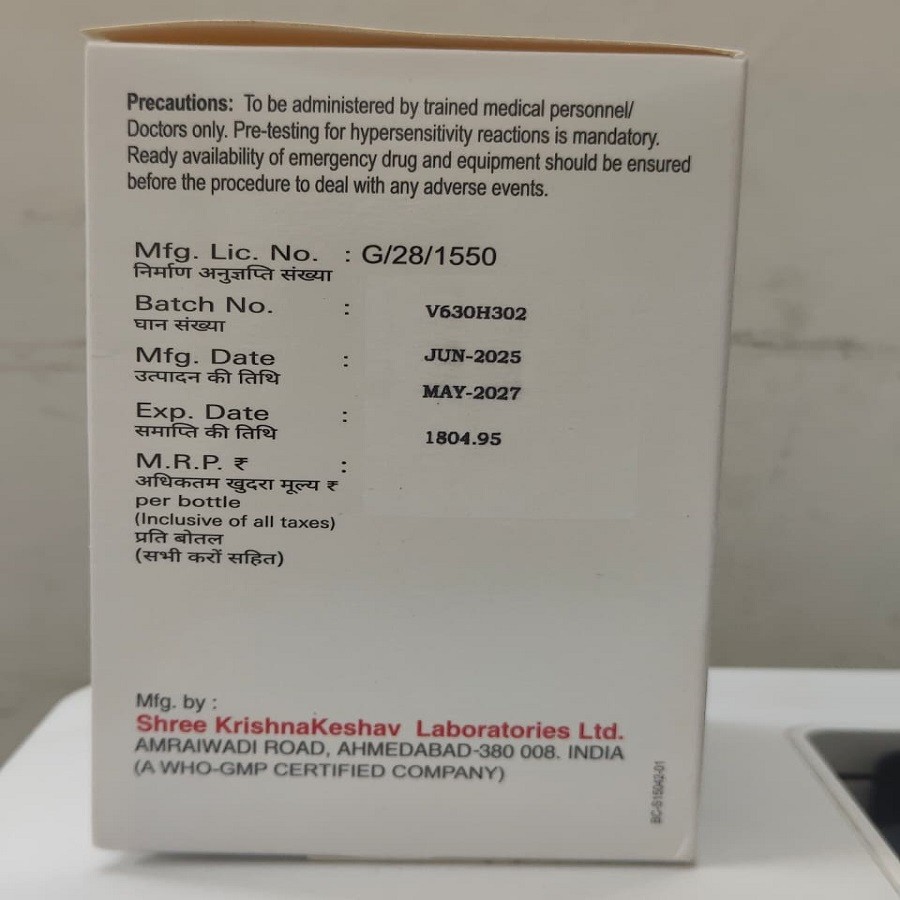 Precautions: To be administered by trained medical personnel/
Doctors only. Pre-testing for hypersensitivity reactions is mandatory.
Ready availability of emergency drug and equipment should be ensured
before the procedure to deal with any adverse events.
Mfg. Lic. No. : G/28/1550
निर्माण अनुज्ञप्ति संख्या
Batch No. : V630H302
घान संख्या
Mfg. Date : JUN-2025
उत्पादन की तिथि
MAY-2027
Exp. Date :
समाप्ति की तिथि
1804.95
M.R.P. ₹ :
अधिकतम खुदरा मूल्य ₹
per bottle
(Inclusive of all taxes)
प्रति बोतल
(सभी करों सहित)
Mfg. by :
Shree KrishnaKeshav Laboratories Ltd.
AMRAIWADI ROAD, AHMEDABAD-380 008. INDIA
(A WHO-GMP CERTIFIED COMPANY)
BC-S15042-01